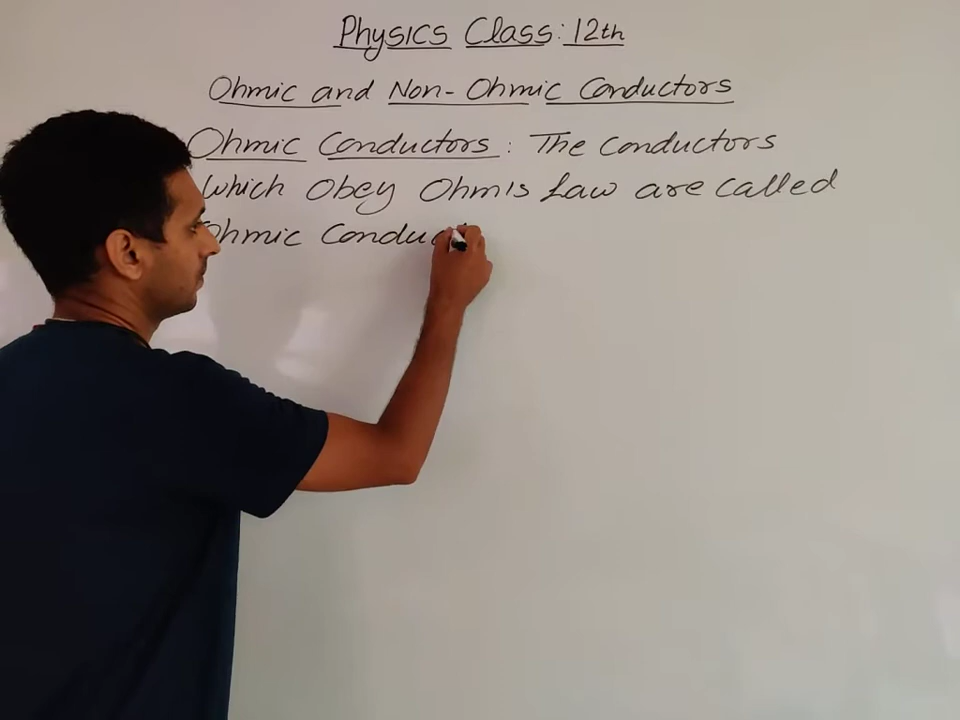 Physics Class: 12th
Ohmic and Non-Ohmic Conductors
Ohmic Conductors: The Conductors
Which Obey Ohm's Law are called
Ohmic Conduct